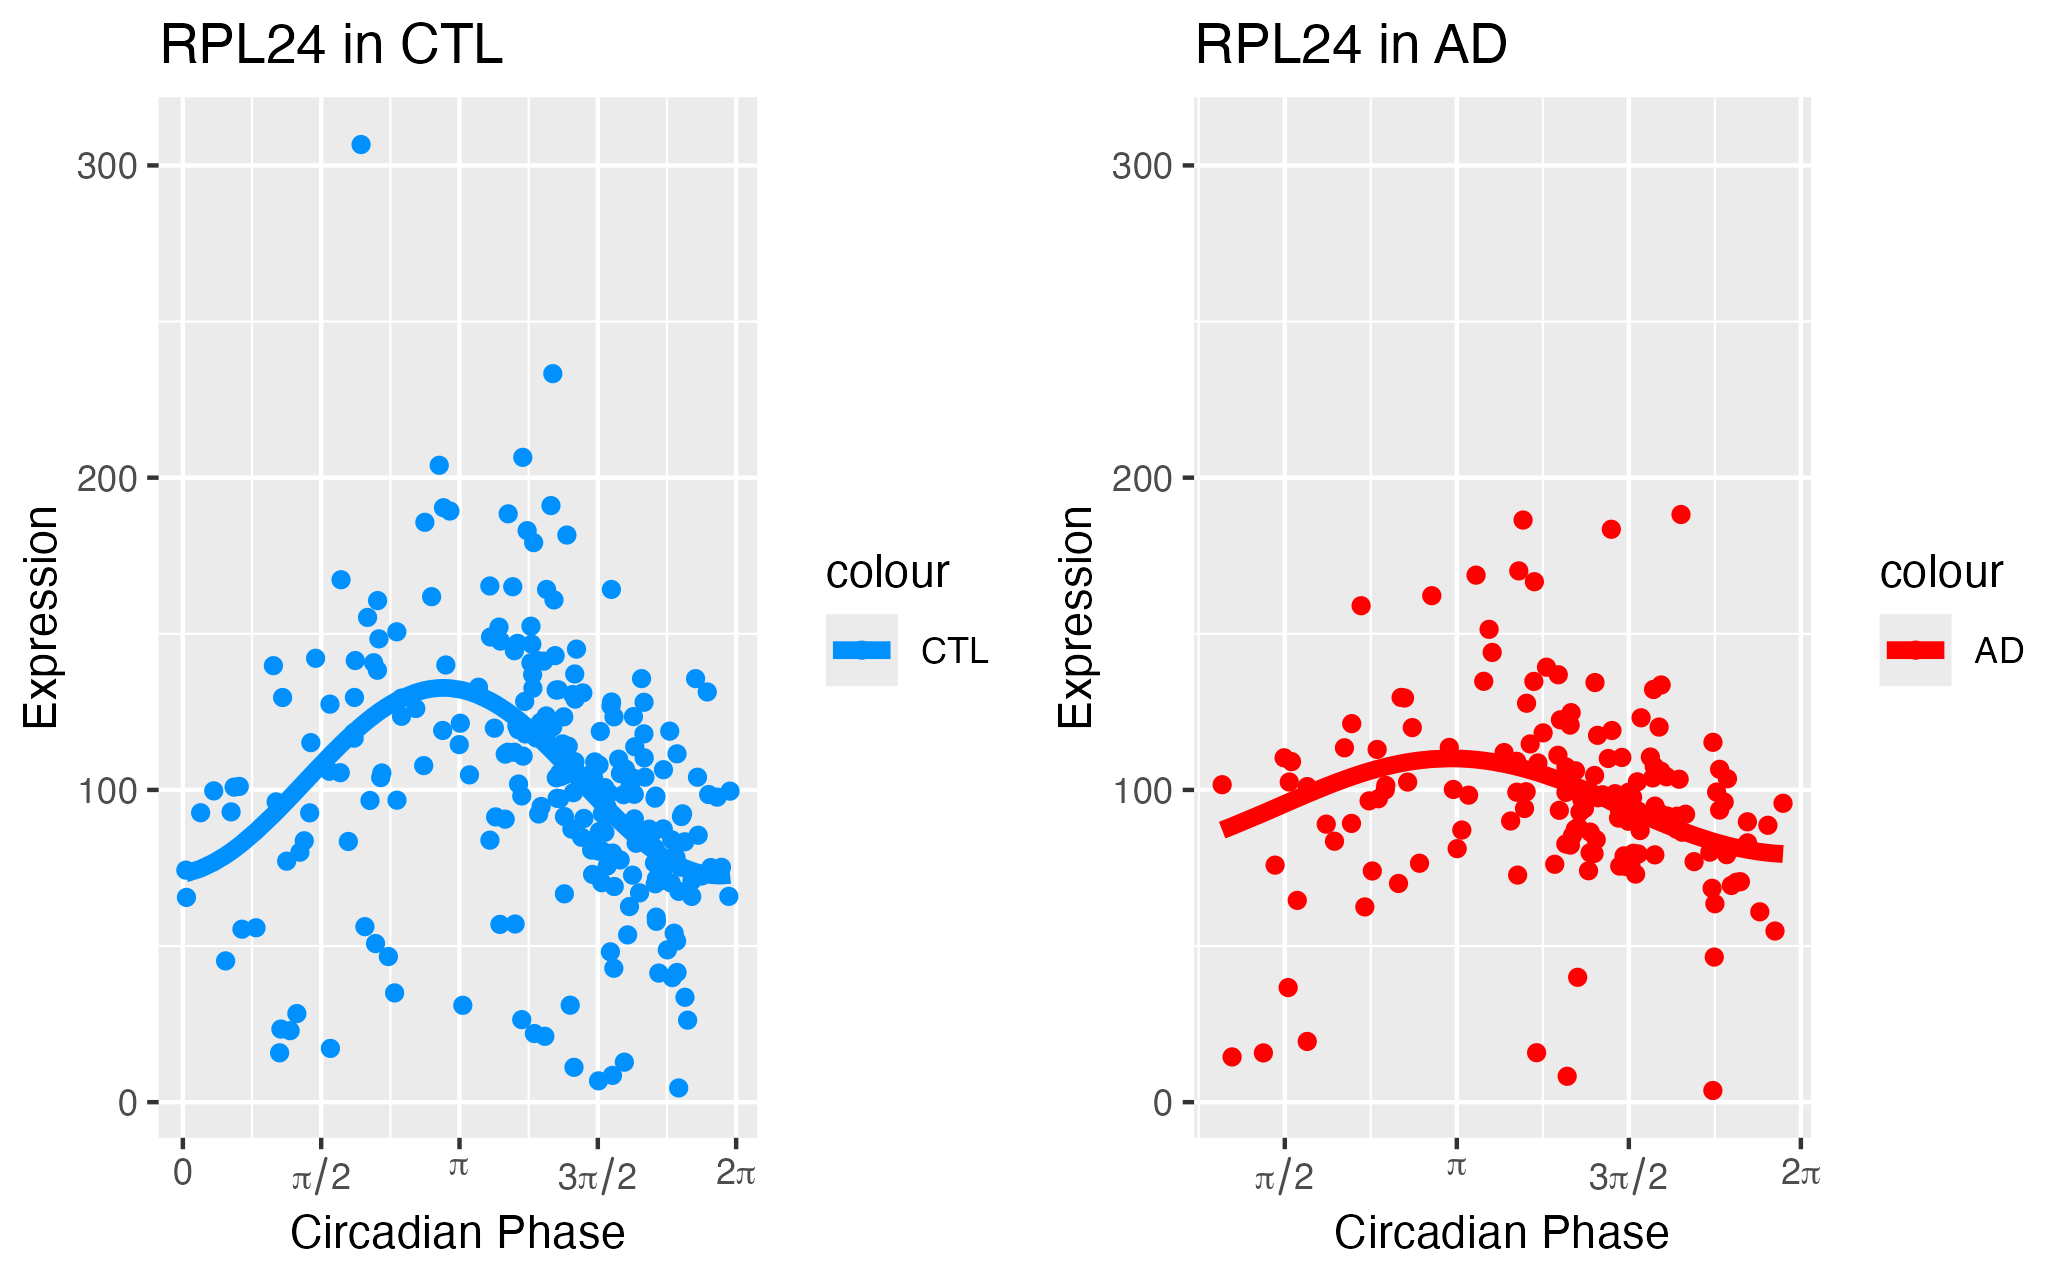 RPL24 in CTL
300
200
100
0
Expression
0
π/2
π
3π/2
2π
Circadian Phase
colour
CTL
RPL24 in AD
300
200
100
0
Expression
π/2
π
3π/2
2π
Circadian Phase
colour
AD